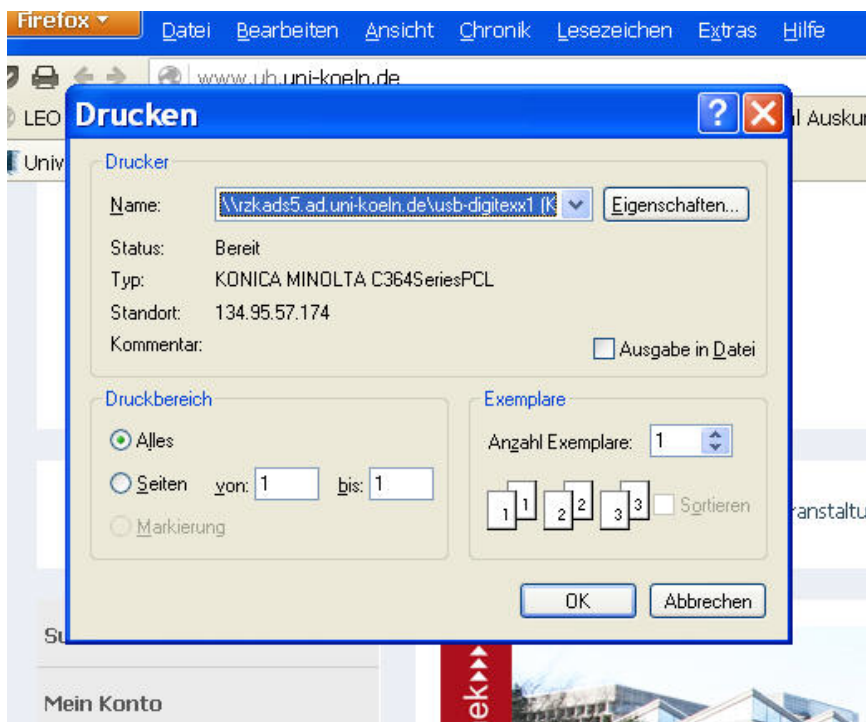 Firefox
Datei Bearbeiten Ansicht Chronik Lesezeichen Extras Hilfe
www.ub.uni-koeln.de
LEO
Univ
Drucken
Drucker
Name: \\rzkads5.ad.uni-koeln.de\usb-digitexx1 (K Eigenschaften...
Status: Bereit
Typ: KONICA MINOLTA C364SeriesPCL
Standort: 134.95.57.174
Kommentar:
Ausgabe in Datei
Druckbereich
Alles
Seiten von: 1 bis: 1
Markierung
Exemplare
Anzahl Exemplare: 1
1 1 2 2 3 3 Sortieren
OK Abbrechen
Mein Konto
ek